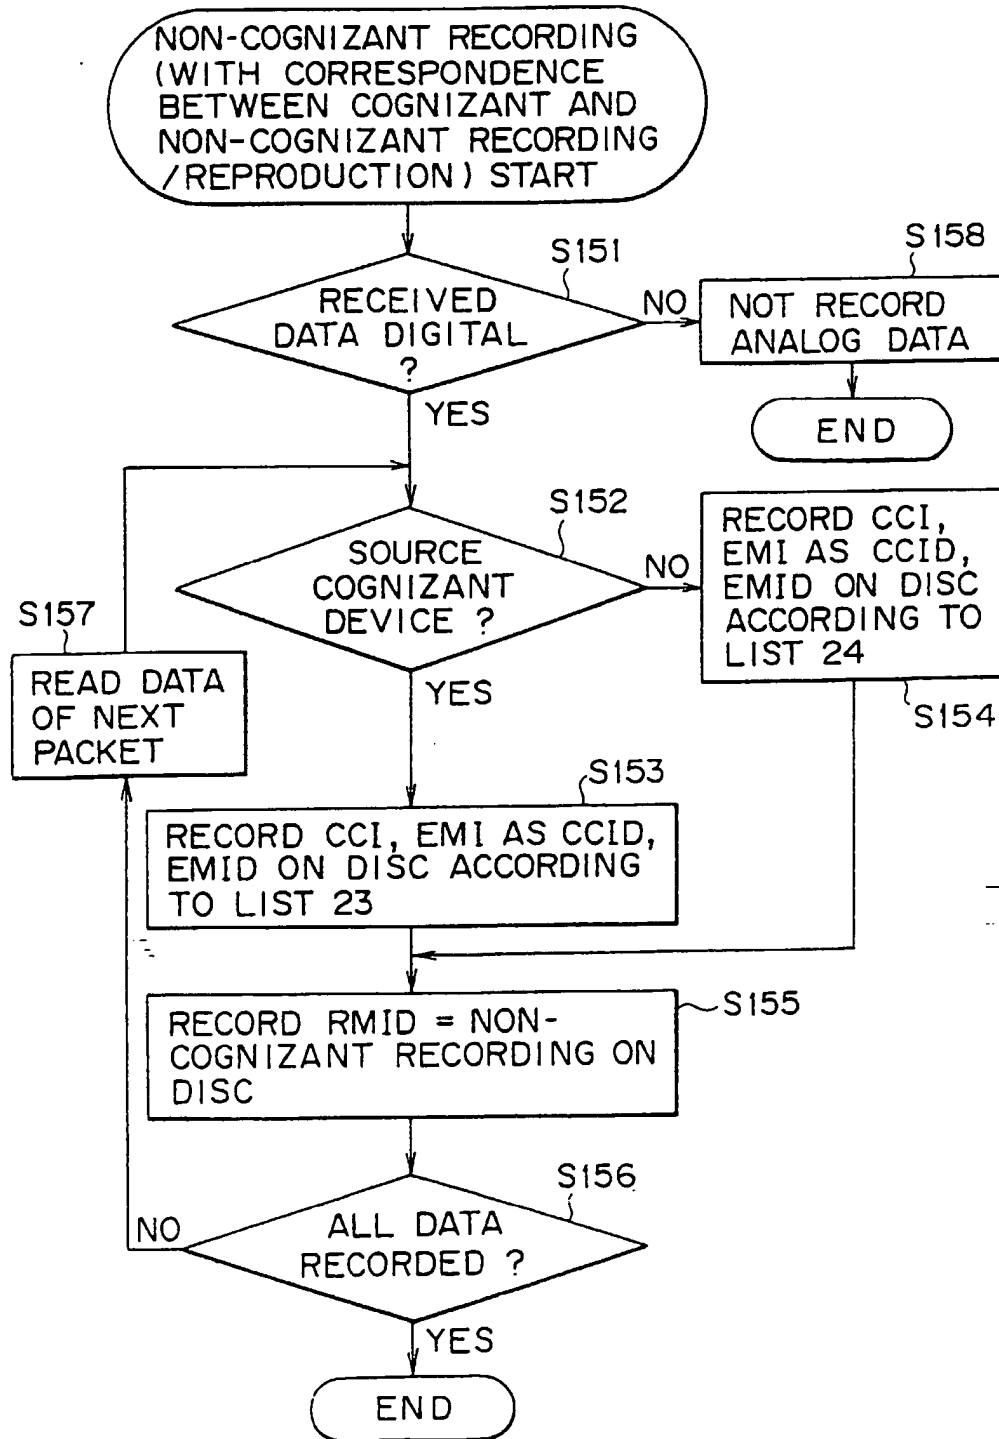 NON-COGNIZANT RECORDING
(WITH CORRESPONDENCE
BETWEEN COGNIZANT AND
NON-COGNIZANT RECORDING
/REPRODUCTION) START
S151
RECEIVED
DATA DIGITAL
?
NO
YES
S158
NOT RECORD
ANALOG DATA
END
S152
SOURCE
COGNIZANT
DEVICE ?
NO
YES
RECORD CCI,
EMI AS CCID,
EMID ON DISC
ACCORDING TO
LIST 24
S154
S157
READ DATA
OF NEXT
PACKET
S153
RECORD CCI, EMI AS CCID,
EMID ON DISC ACCORDING
TO LIST 23
S155
RECORD RMID = NON-
COGNIZANT RECORDING ON
DISC
S156
ALL DATA
RECORDED ?
NO
YES
END